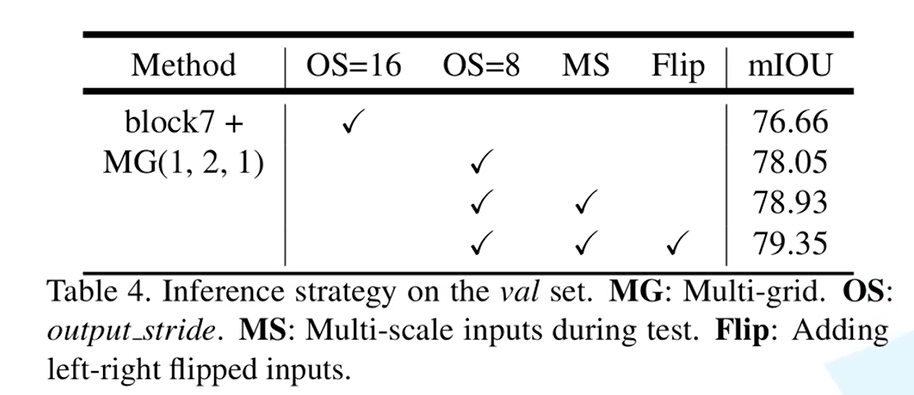 Method OS=16 OS=8 MS Flip mIOU
block7 + ✓ 76.66
MG(1, 2, 1) ✓ 78.05
✓ ✓ 78.93
✓ ✓ ✓ 79.35
Table 4. Inference strategy on the val set. MG: Multi-grid. OS:
output_stride. MS: Multi-scale inputs during test. Flip: Adding
left-right flipped inputs.